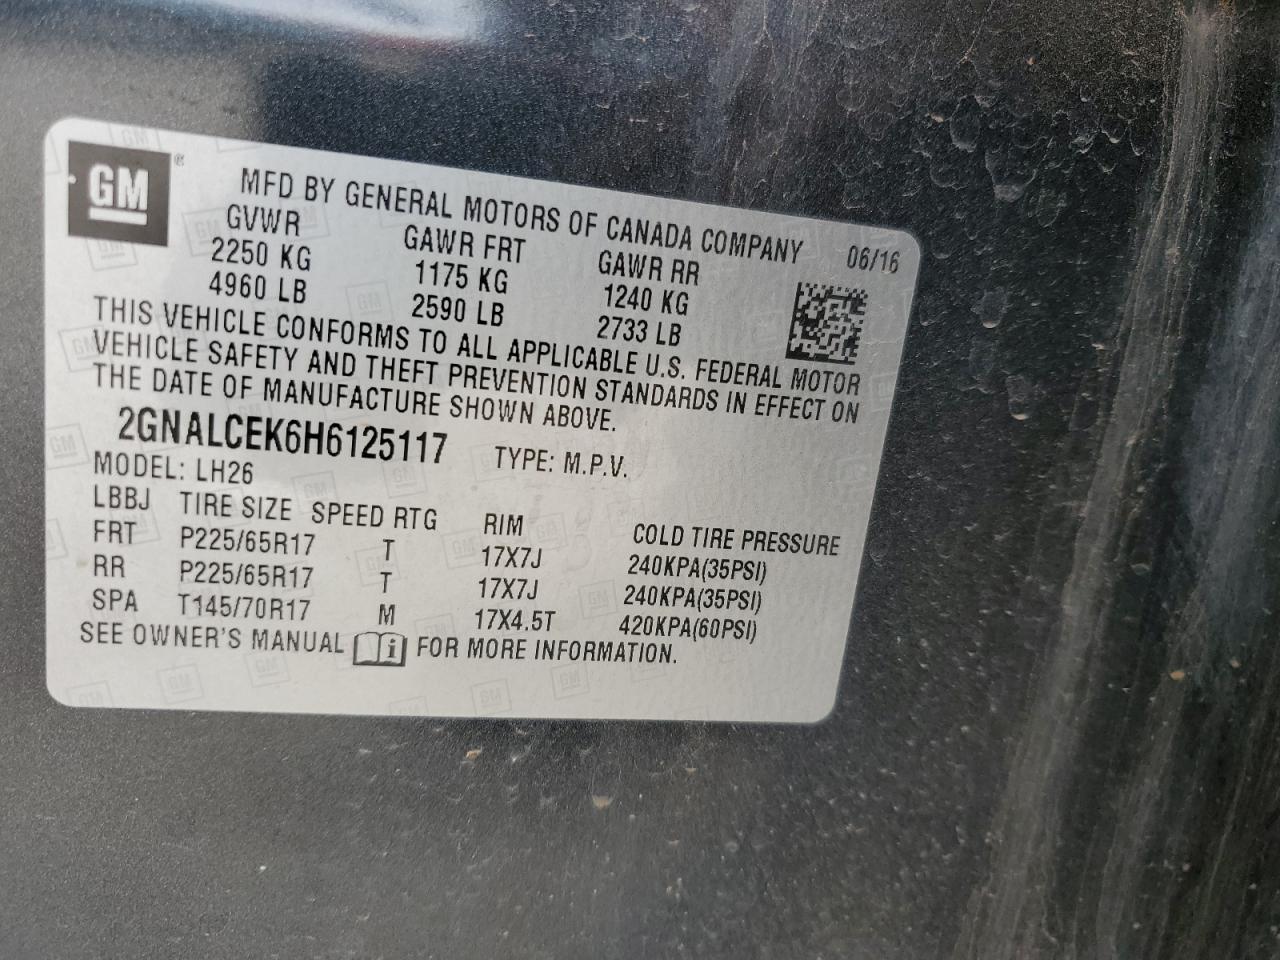 GM ®
MFD BY GENERAL MOTORS OF CANADA COMPANY 06/16
GVWR GAWR FRT GAWR RR
2250 KG 1175 KG 1240 KG
4960 LB 2590 LB 2733 LB
THIS VEHICLE CONFORMS TO ALL APPLICABLE U.S. FEDERAL MOTOR
VEHICLE SAFETY AND THEFT PREVENTION STANDARDS IN EFFECT ON
THE DATE OF MANUFACTURE SHOWN ABOVE.
2GNALCEK6H6125117 TYPE: M.P.V.
MODEL: LH26
LBBJ TIRE SIZE SPEED RTG RIM COLD TIRE PRESSURE
FRT P225/65R17 T 17X7J 240KPA(35PSI)
RR P225/65R17 T 17X7J 240KPA(35PSI)
SPA T145/70R17 M 17X4.5T 420KPA(60PSI)
SEE OWNER'S MANUAL i FOR MORE INFORMATION.